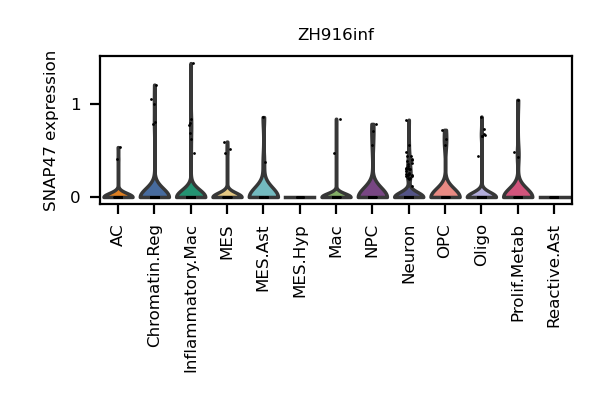 ZH916inf
SNAP47 expression
1
0
AC
Chromatin.Reg
Inflammatory.Mac
MES
MES.Ast
MES.Hyp
Mac
NPC
Neuron
OPC
Oligo
Prolif.Metab
Reactive.Ast